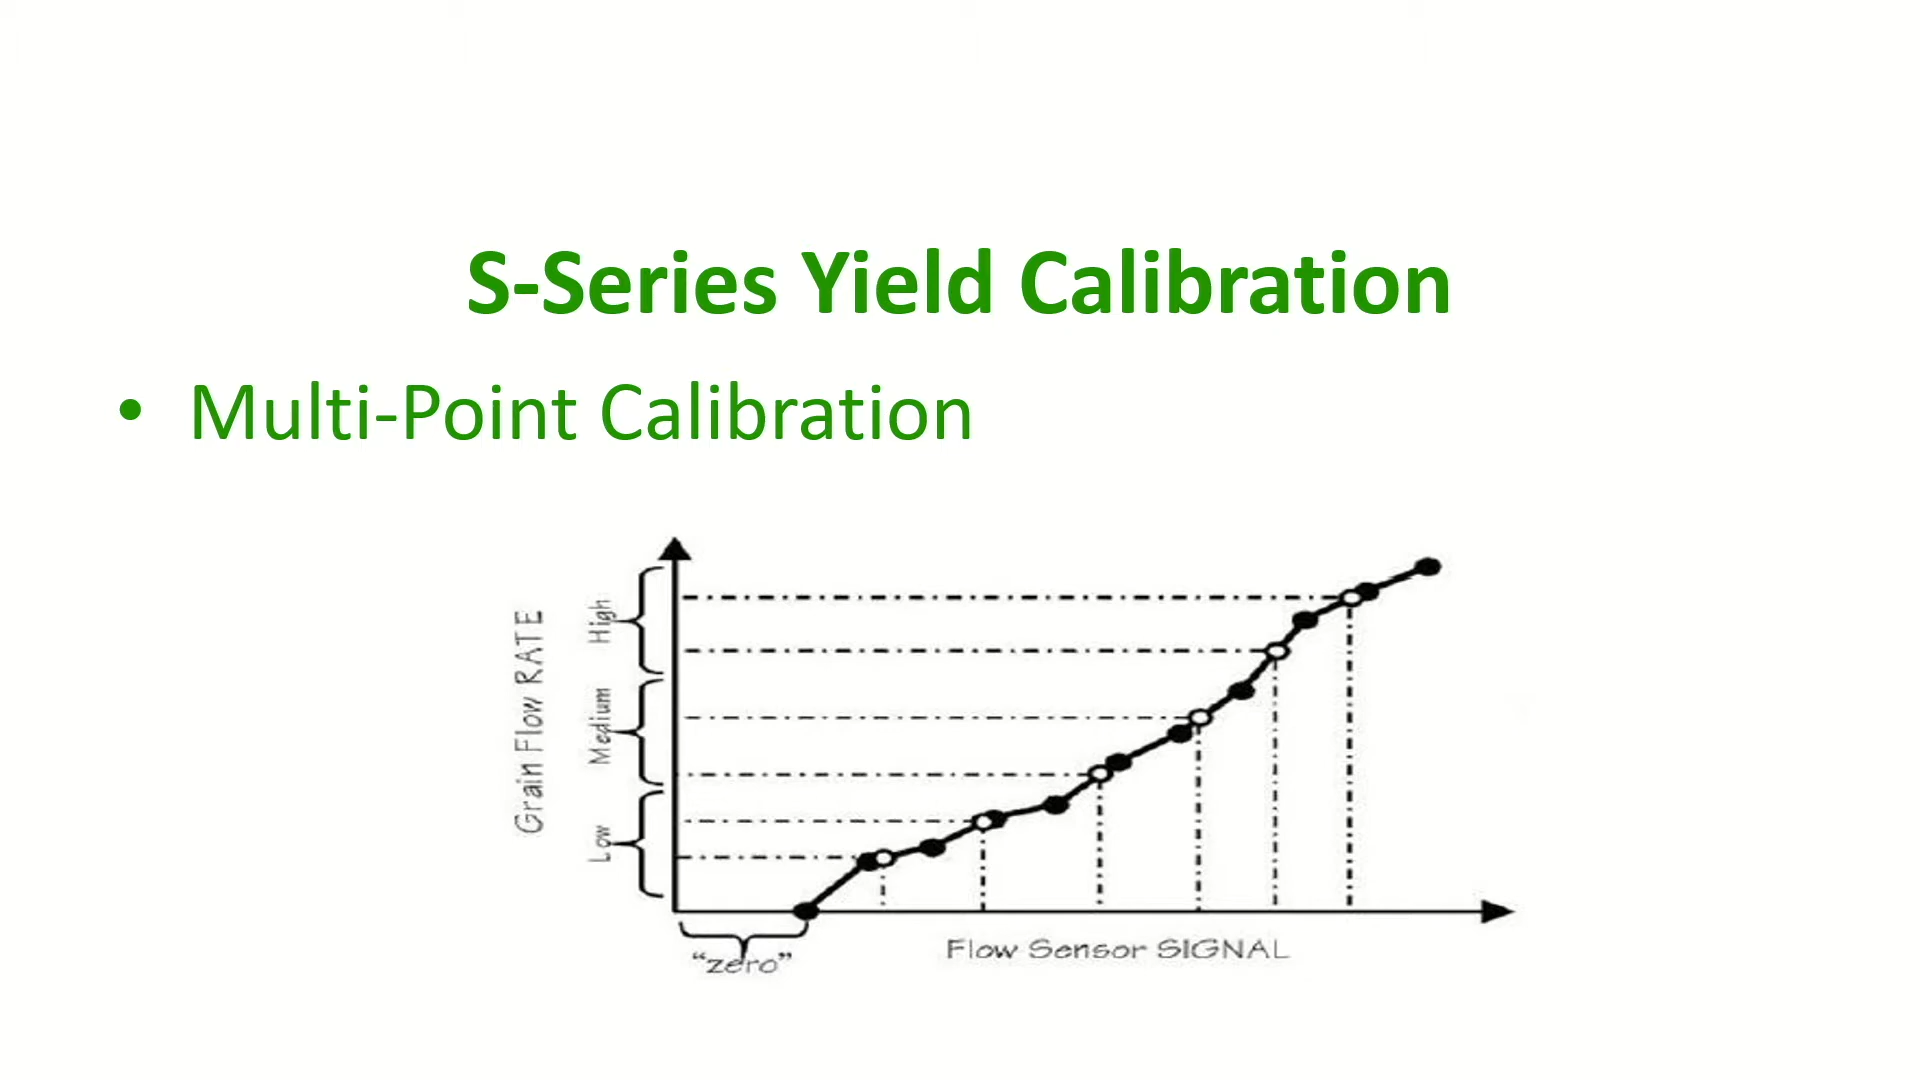 S-Series Yield Calibration
• Multi-Point Calibration
Grain Flow RATE
High
Medium
Low
"zero"
Flow Sensor SIGNAL